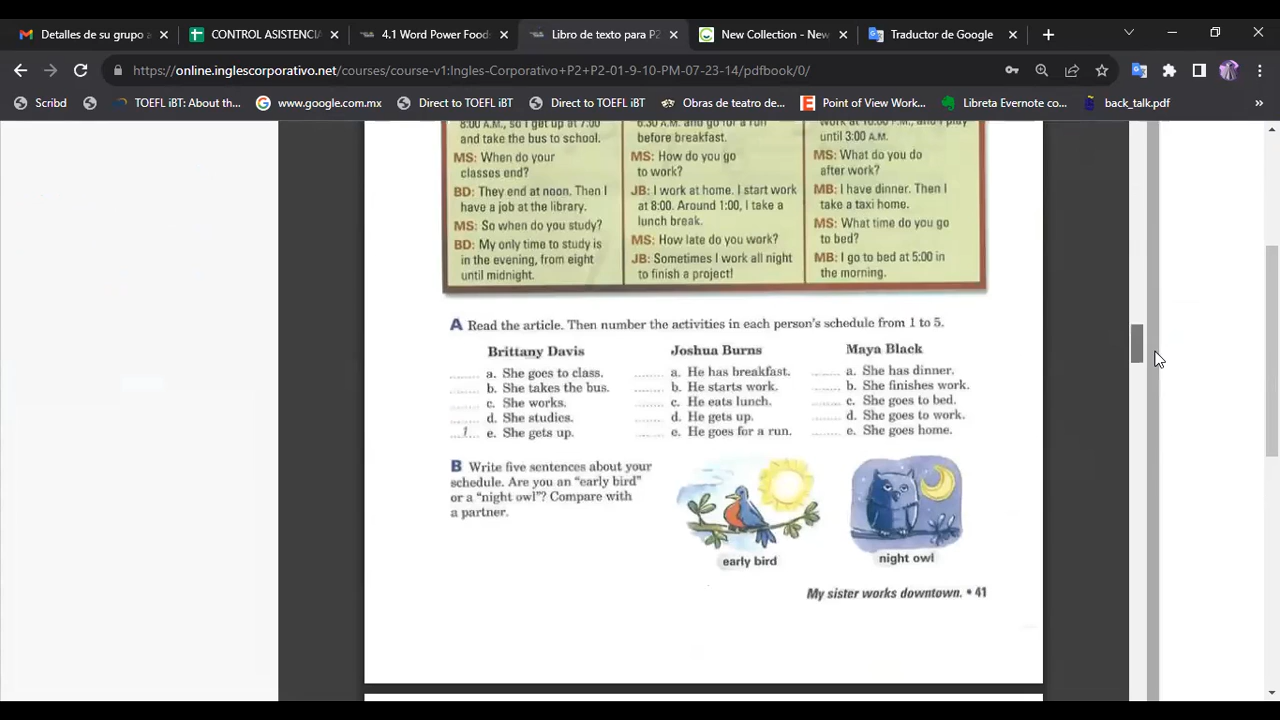 Detalles de su grupo a
CONTROL ASISTENCIA
4.1 Word Power Foods
Libro de texto para P2
New Collection - New
Traductor de Google
https://online.inglescorporativo.net/courses/course-v1:Ingles-Corporativo+P2+P2-01-9-10-PM-07-23-14/pdfbook/0/
Scribd
TOEFL iBT: About th...
www.google.com.mx
Direct to TOEFL iBT
Direct to TOEFL iBT
Obras de teatro de...
Point of View Work...
Libreta Evernote co...
back_talk.pdf
8:00 A.M., so I get up at 7:00
and take the bus to school.
MS: When do your
classes end?
BD: They end at noon. Then I
have a job at the library.
MS: So when do you study?
BD: My only time to study is
in the evening, from eight
until midnight.
6:30 A.M. and go for a run
before breakfast.
MS: How do you go
to work?
JB: I work at home. I start work
at 8:00. Around 1:00, I take a
lunch break.
MS: How late do you work?
JB: Sometimes I work all night
to finish a project!
work at 10:00 P.M., and I play
until 3:00 A.M.
MS: What do you do
after work?
MB: I have dinner. Then I
take a taxi home.
MS: What time do you go
to bed?
MB: I go to bed at 5:00 in
the morning.
A Read the article. Then number the activities in each person's schedule from 1 to 5.
Brittany Davis
a. She goes to class.
b. She takes the bus.
c. She works.
d. She studies.
1 e. She gets up.
Joshua Burns
a. He has breakfast.
b. He starts work.
c. He eats lunch.
d. He gets up.
e. He goes for a run.
Maya Black
a. She has dinner.
b. She finishes work.
c. She goes to bed.
d. She goes to work.
e. She goes home.
B Write five sentences about your
schedule. Are you an "early bird"
or a "night owl"? Compare with
a partner.
early bird
night owl
My sister works downtown. • 41